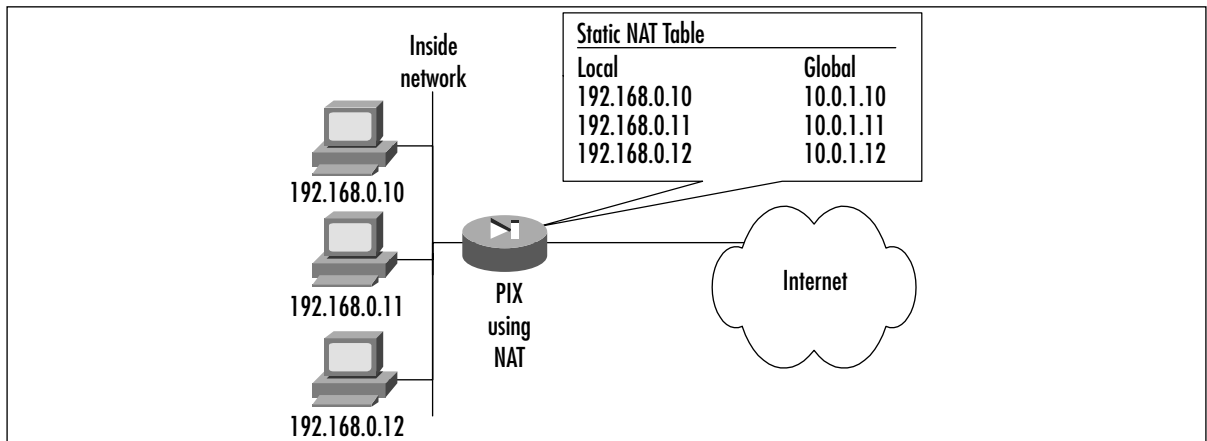 Inside
network
Static NAT Table
Local Global
192.168.0.10 10.0.1.10
192.168.0.11 10.0.1.11
192.168.0.12 10.0.1.12
192.168.0.10
192.168.0.11
192.168.0.12
PIX
using
NAT
Internet